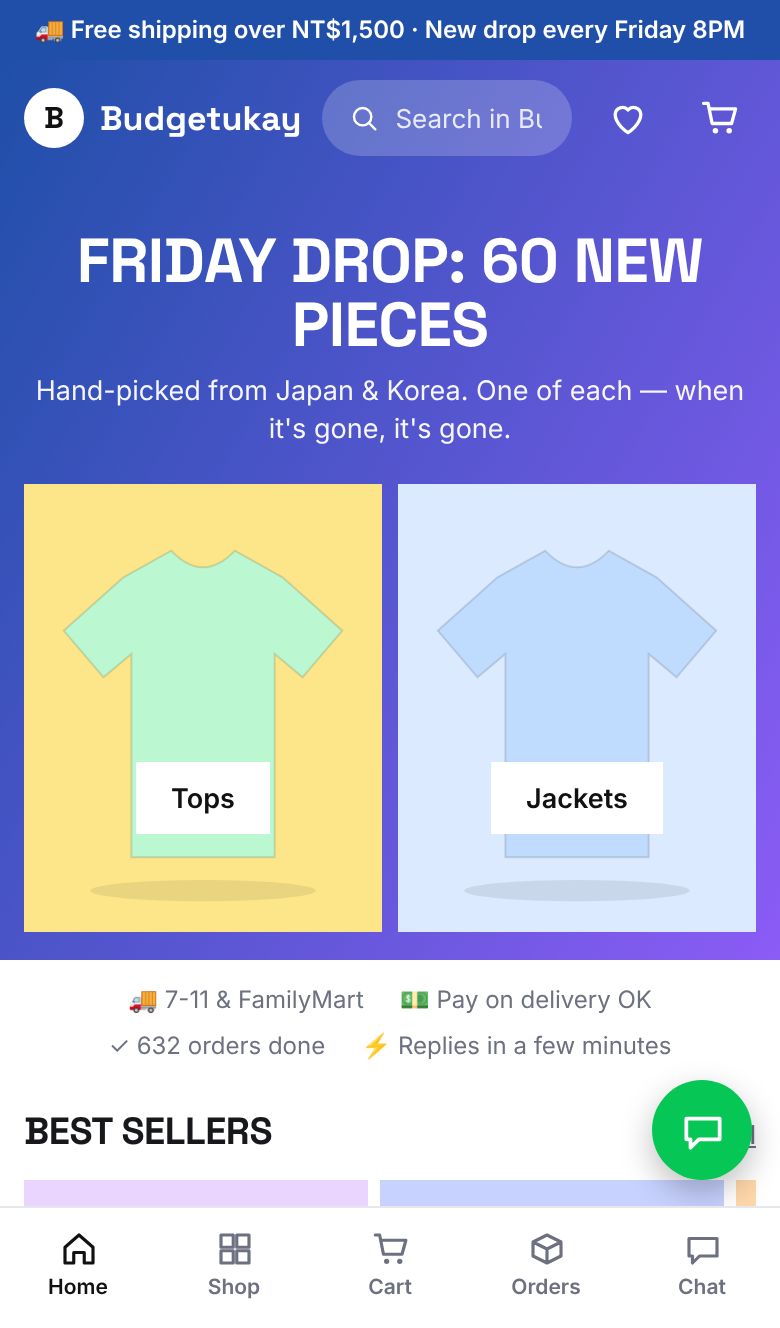 🚚 Free shipping over NT$1,500 · New drop every Friday 8PM
B Budgetukay
Search in Bu
FRIDAY DROP: 60 NEW
PIECES
Hand-picked from Japan & Korea. One of each — when
it's gone, it's gone.
Tops
Jackets
🚚 7-11 & FamilyMart 💵 Pay on delivery OK
✓ 632 orders done ⚡ Replies in a few minutes
BEST SELLERS
Home
Shop
Cart
Orders
Chat